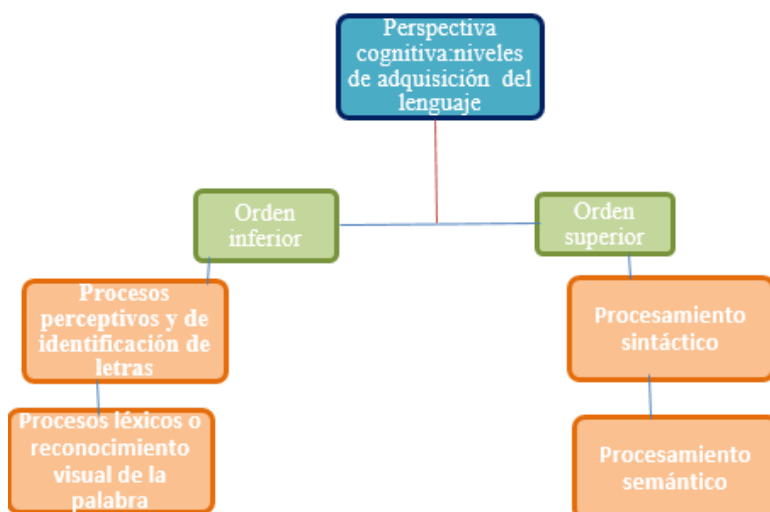 Perspectiva
cognitiva:niveles
de adquisición del
lenguaje
Orden
inferior
Orden
superior
Procesos
perceptivos y de
identificación de
letras
Procesamiento
sintáctico
Procesos léxicos o
reconocimiento
visual de la
palabra
Procesamiento
semántico